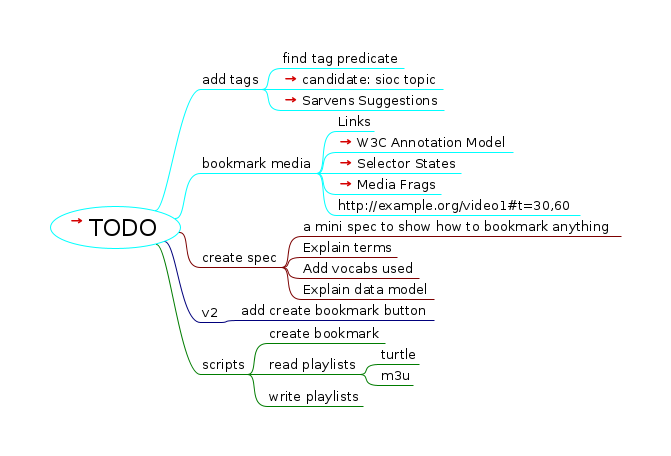 TODO
add tags
find tag predicate
candidate: sioc topic
Sarvens Suggestions
bookmark media
Links
W3C Annotation Model
Selector States
Media Frags
http://example.org/video1#t=30,60
create spec
a mini spec to show how to bookmark anything
Explain terms
Add vocabs used
Explain data model
v2
add create bookmark button
scripts
create bookmark
read playlists
turtle
m3u
write playlists